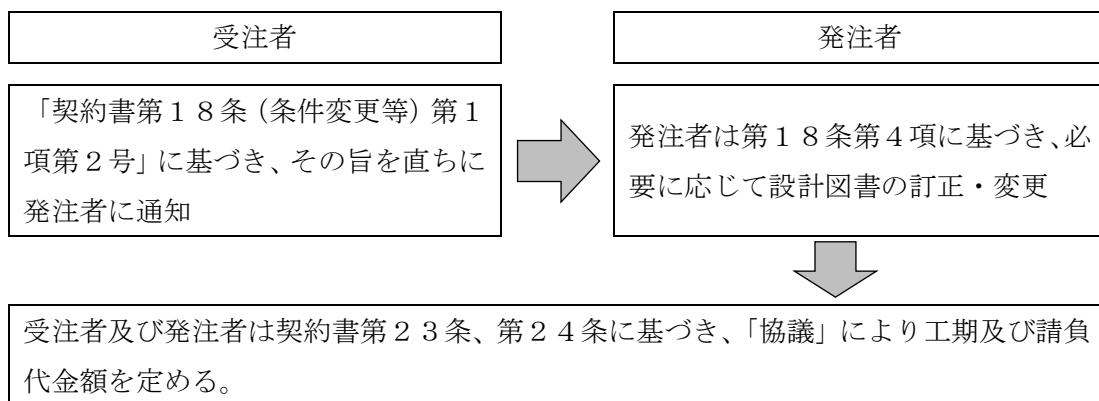 受注者
発注者
「契約書第18条(条件変更等)第1
項第2号」に基づき、その旨を直ちに
発注者に通知
発注者は第18条第4項に基づき、必
要に応じて設計図書の訂正・変更
受注者及び発注者は契約書第23条、第24条に基づき、「協議」により工期及び請負
代金額を定める。